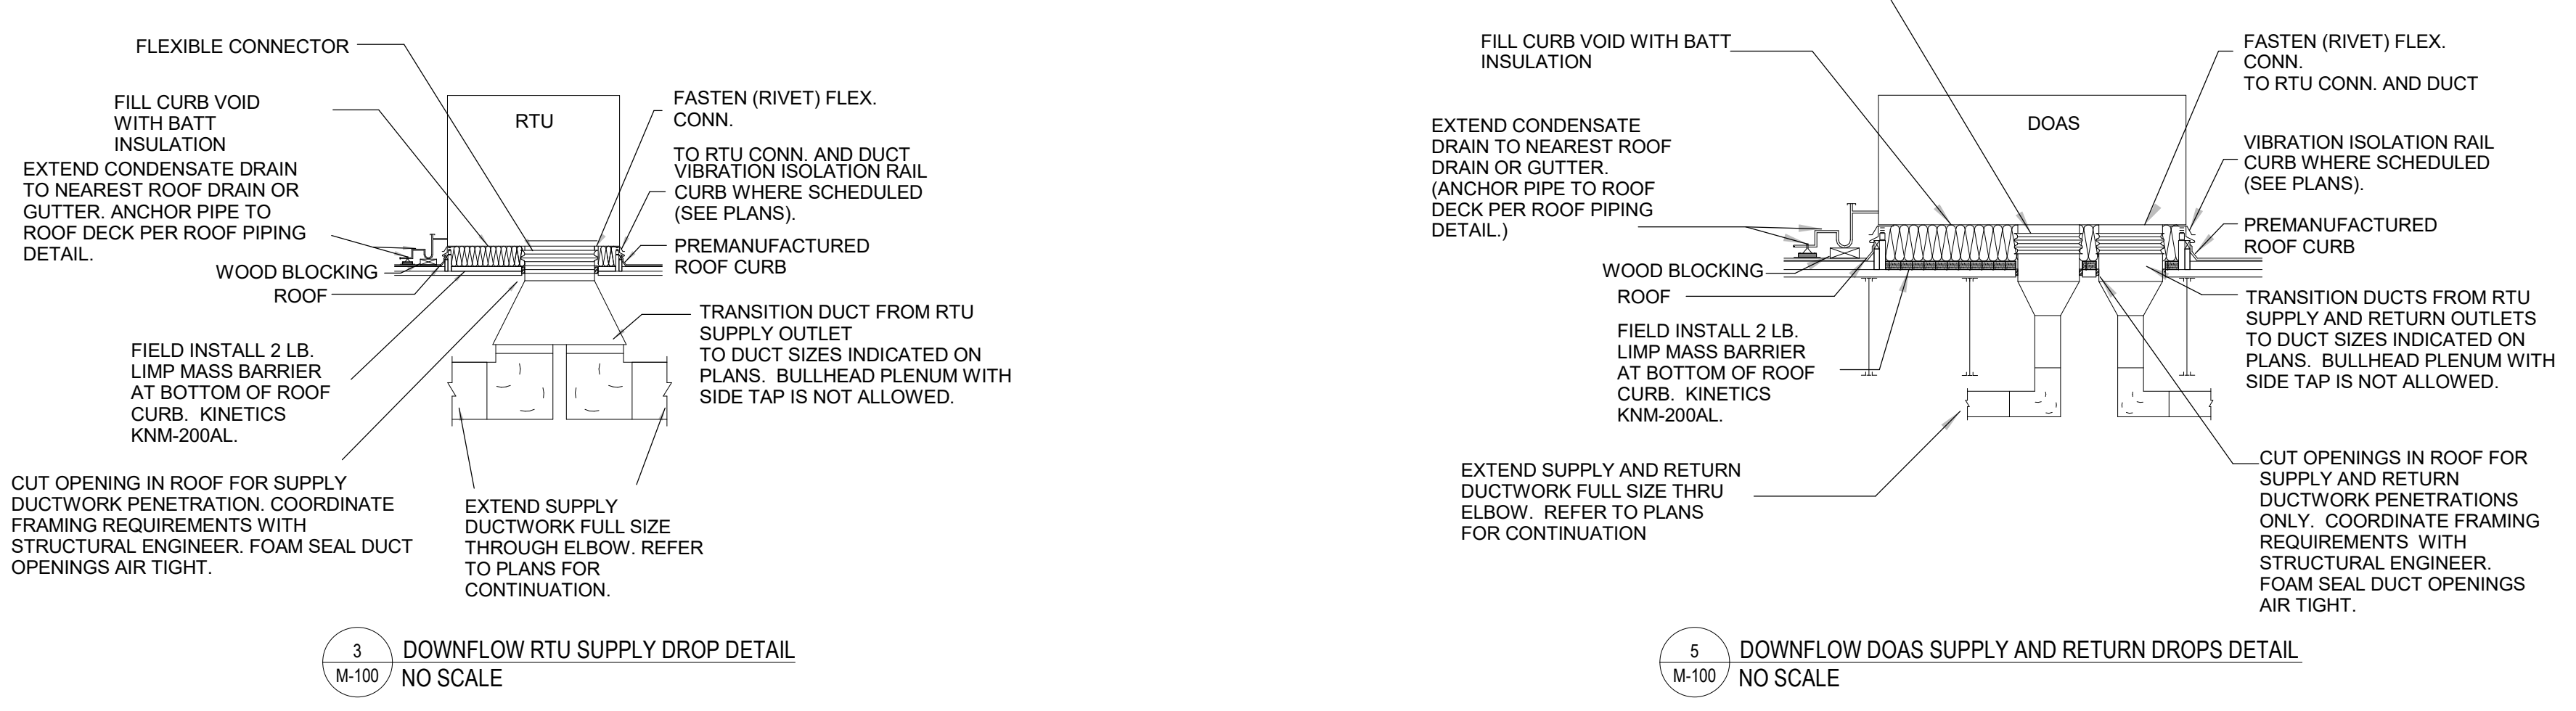 FLEXIBLE CONNECTOR
FILL CURB VOID
WITH BATT
INSULATION
EXTEND CONDENSATE DRAIN
TO NEAREST ROOF DRAIN OR
GUTTER. ANCHOR PIPE TO
ROOF DECK PER ROOF PIPING
DETAIL.
WOOD BLOCKING
ROOF
FIELD INSTALL 2 LB.
LIMP MASS BARRIER
AT BOTTOM OF ROOF
CURB. KINETICS
KNM-200AL.
CUT OPENING IN ROOF FOR SUPPLY
DUCTWORK PENETRATION. COORDINATE
FRAMING REQUIREMENTS WITH
STRUCTURAL ENGINEER. FOAM SEAL DUCT
OPENINGS AIR TIGHT.
RTU
FASTEN (RIVET) FLEX.
CONN.
TO RTU CONN. AND DUCT
VIBRATION ISOLATION RAIL
CURB WHERE SCHEDULED
(SEE PLANS).
PREMANUFACTURED
ROOF CURB
TRANSITION DUCT FROM RTU
SUPPLY OUTLET
TO DUCT SIZES INDICATED ON
PLANS. BULLHEAD PLENUM WITH
SIDE TAP IS NOT ALLOWED.
EXTEND SUPPLY
DUCTWORK FULL SIZE
THROUGH ELBOW. REFER
TO PLANS FOR
CONTINUATION.
3
M-100
DOWNFLOW RTU SUPPLY DROP DETAIL
NO SCALE
FILL CURB VOID WITH BATT
INSULATION
EXTEND CONDENSATE
DRAIN TO NEAREST ROOF
DRAIN OR GUTTER.
(ANCHOR PIPE TO ROOF
DECK PER ROOF PIPING
DETAIL.)
WOOD BLOCKING
ROOF
FIELD INSTALL 2 LB.
LIMP MASS BARRIER
AT BOTTOM OF ROOF
CURB. KINETICS
KNM-200AL.
EXTEND SUPPLY AND RETURN
DUCTWORK FULL SIZE THRU
ELBOW. REFER TO PLANS
FOR CONTINUATION
DOAS
FASTEN (RIVET) FLEX.
CONN.
TO RTU CONN. AND DUCT
VIBRATION ISOLATION RAIL
CURB WHERE SCHEDULED
(SEE PLANS).
PREMANUFACTURED
ROOF CURB
TRANSITION DUCTS FROM RTU
SUPPLY AND RETURN OUTLETS
TO DUCT SIZES INDICATED ON
PLANS. BULLHEAD PLENUM WITH
SIDE TAP IS NOT ALLOWED.
CUT OPENINGS IN ROOF FOR
SUPPLY AND RETURN
DUCTWORK PENETRATIONS
ONLY. COORDINATE FRAMING
REQUIREMENTS WITH
STRUCTURAL ENGINEER.
FOAM SEAL DUCT OPENINGS
AIR TIGHT.
5
M-100
DOWNFLOW DOAS SUPPLY AND RETURN DROPS DETAIL
NO SCALE